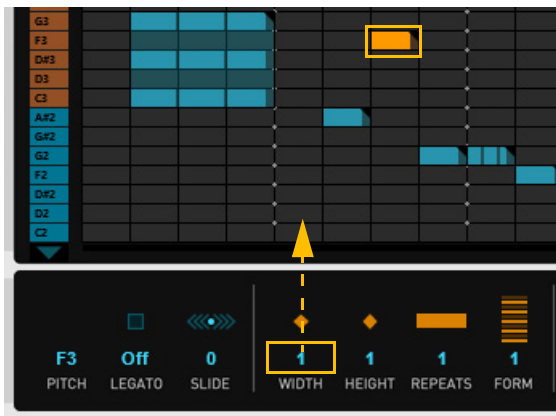 G3
F3
D#3
D3
C3
A#2
G#2
G2
F2
D#2
D2
C2
F3 Off 0 1 1 1 1
PITCH LEGATO SLIDE WIDTH HEIGHT REPEATS FORM